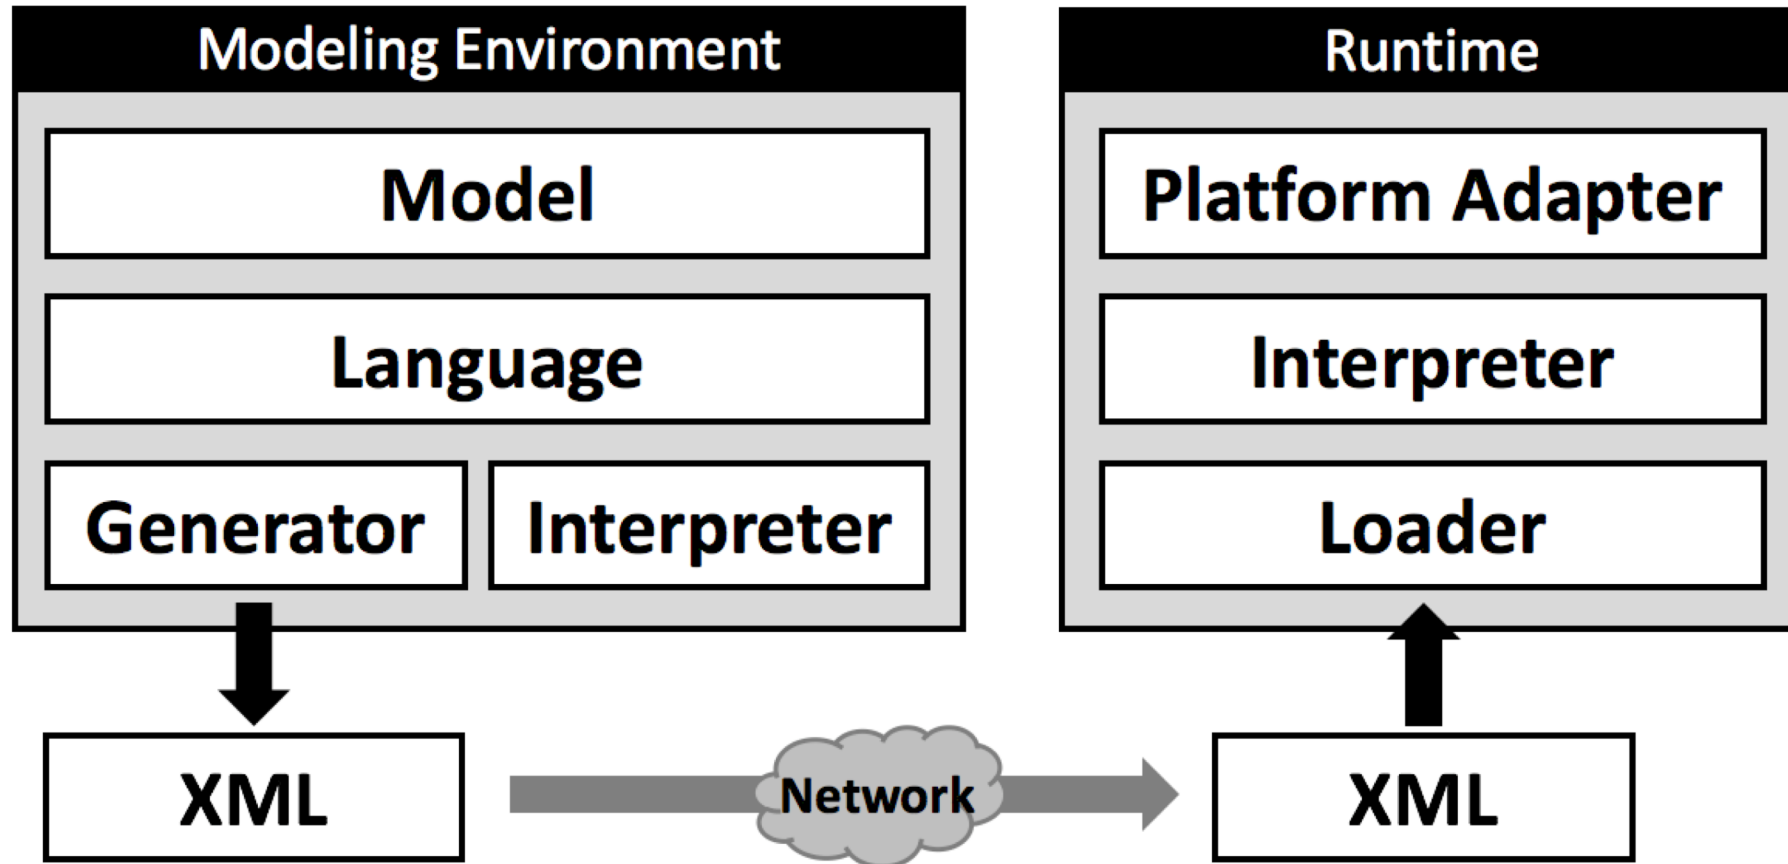 Modeling Environment
Model
Language
Generator
Interpreter
XML
Network
Runtime
Platform Adapter
Interpreter
Loader
XML